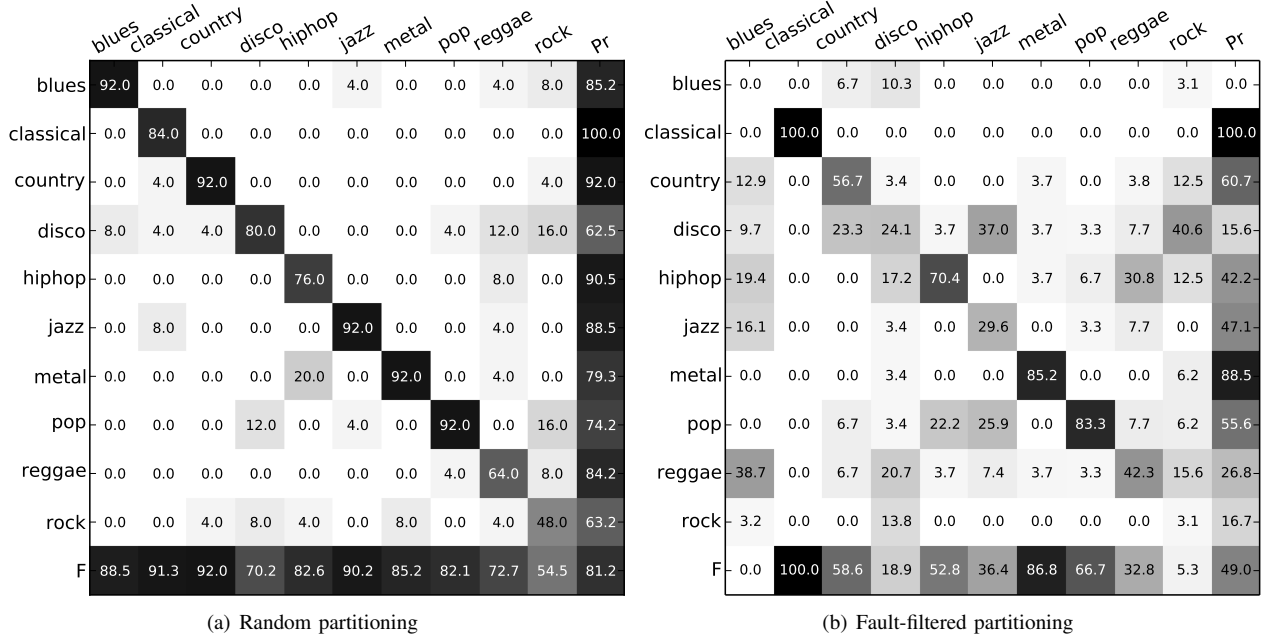 blues classical country disco hiphop jazz metal pop reggae rock Pr
blues 92.0 0.0 0.0 0.0 0.0 4.0 0.0 0.0 4.0 8.0 85.2
classical 0.0 84.0 0.0 0.0 0.0 0.0 0.0 0.0 0.0 0.0 100.0
country 0.0 4.0 92.0 0.0 0.0 0.0 0.0 0.0 0.0 4.0 92.0
disco 8.0 4.0 4.0 80.0 0.0 0.0 0.0 4.0 12.0 16.0 62.5
hiphop 0.0 0.0 0.0 0.0 76.0 0.0 0.0 0.0 8.0 0.0 90.5
jazz 0.0 8.0 0.0 0.0 0.0 92.0 0.0 0.0 4.0 0.0 88.5
metal 0.0 0.0 0.0 0.0 20.0 0.0 92.0 0.0 4.0 0.0 79.3
pop 0.0 0.0 0.0 12.0 0.0 4.0 0.0 92.0 0.0 16.0 74.2
reggae 0.0 0.0 0.0 0.0 0.0 0.0 0.0 4.0 64.0 8.0 84.2
rock 0.0 0.0 4.0 8.0 4.0 0.0 8.0 0.0 4.0 48.0 63.2
F 88.5 91.3 92.0 70.2 82.6 90.2 85.2 82.1 72.7 54.5 81.2
(a) Random partitioning
blues classical country disco hiphop jazz metal pop reggae rock Pr
blues 0.0 0.0 6.7 10.3 0.0 0.0 0.0 0.0 0.0 3.1 0.0
classical 0.0 100.0 0.0 0.0 0.0 0.0 0.0 0.0 0.0 0.0 100.0
country 12.9 0.0 56.7 3.4 0.0 0.0 3.7 0.0 3.8 12.5 60.7
disco 9.7 0.0 23.3 24.1 3.7 37.0 3.7 3.3 7.7 40.6 15.6
hiphop 19.4 0.0 0.0 17.2 70.4 0.0 3.7 6.7 30.8 12.5 42.2
jazz 16.1 0.0 0.0 3.4 0.0 29.6 0.0 3.3 7.7 0.0 47.1
metal 0.0 0.0 0.0 3.4 0.0 0.0 85.2 0.0 0.0 6.2 88.5
pop 0.0 0.0 6.7 3.4 22.2 25.9 0.0 83.3 7.7 6.2 55.6
reggae 38.7 0.0 6.7 20.7 3.7 7.4 3.7 3.3 42.3 15.6 26.8
rock 3.2 0.0 0.0 13.8 0.0 0.0 0.0 0.0 0.0 3.1 16.7
F 0.0 100.0 58.6 18.9 52.8 36.4 86.8 66.7 32.8 5.3 49.0
(b) Fault-filtered partitioning